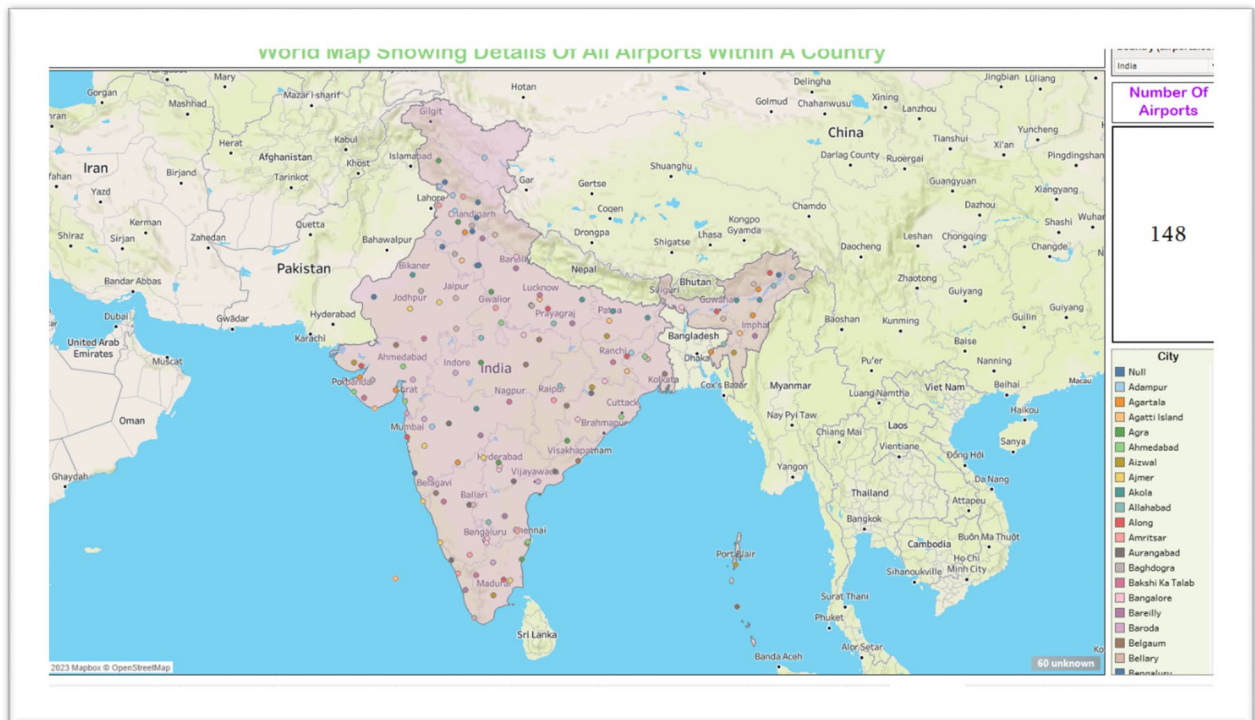 World Map Showing Details Of All Airports Within A Country
India
Number Of
Airports
148
Mary
Gorgan
Mashhad
Mazar-i-sharif
Hotan
Golmud
Delingha
Chahanwusu
Xining
Lanzhou
Jingbian
Lüliang
Herat
Kabul
Afghanistan
Khost
Tarinkot
Islamabad
Gilgit
China
Tianshui
Yuncheng
Xi'an
Pingdingshan
Iran
Birjand
Yazd
Lahore
Gar
Gertse
Shuanghu
Darlag County
Ruoergai
Guangyuan
Xiangyang
Kerman
Shiraz
Sirjan
Zahedan
Quetta
Bahawalpur
Chandigarh
Coqen
Drongpa
Shigatse
Lhasa
Kongpo
Gyamda
Chamdo
Dazhou
Leshan
Chongqing
Shashi
Wuhan
Changde
Daocheng
Pakistan
Bandar Abbas
Bikaner
Bareilly
Nepal
Siliguri
Bhutan
Zhaotong
Guiyang
Dubai
Gwadar
Hyderabad
Karachi
Jodhpur
Jaipur
Gwalior
Lucknow
Prayagraj
Patna
Guwahati
Imphal
Baoshan
Kunming
Guilin
Guiyang
United Arab
Emirates
Muscat
Ahmedabad
Indore
India
Ranchi
Bangladesh
Dhaka
Baise
Pu'er
Nanning
Porbandar
Surat
Nagpur
Raipur
Kolkata
Cox's Bazar
Myanmar
Luang Namtha
Viet Nam
Beihai
Macau
Oman
Mumbai
Cuttack
Brahmapur
Nay Pyi Taw
Chiang Mai
Laos
Vientiane
Haikou
Sanya
Ghaydah
Hyderabad
Visakhapatnam
Vijayawada
Yangon
Đồng Hới
Da Nang
Belagavi
Ballari
Thailand
Attapeu
Bengaluru
Chennai
Bangkok
Cambodia
Buôn Ma Thuột
Port Blair
Ho Chi
Minh City
Sihanoukville
Madurai
Surat Thani
Phuket
Sri Lanka
Alor Setar
Banda Aceh
2023 Mapbox © OpenStreetMap
60 unknown
City
Null
Adampur
Agartala
Agatti Island
Agra
Ahmedabad
Aizwal
Ajmer
Akola
Allahabad
Along
Amritsar
Aurangabad
Baghdogra
Bakshi Ka Talab
Bangalore
Bareilly
Baroda
Belgaum
Bellary
Bengaluru